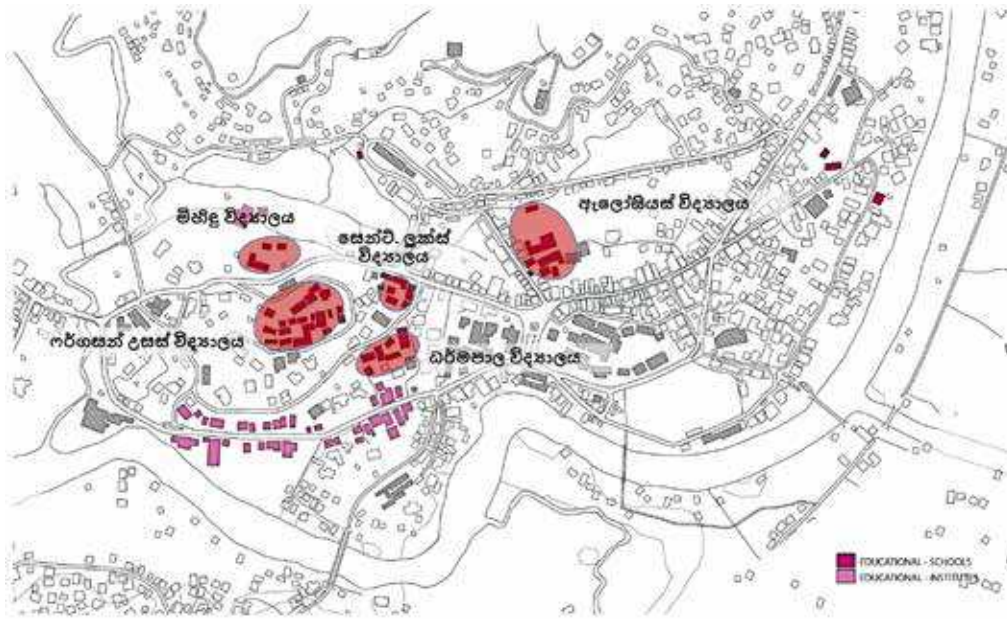 මිහිඳු විද්‍යාලය
සෙන්ට්. ලූක්ස්
විද්‍යාලය
ඇලෝසියස් විද්‍යාලය
ෆර්ගසන් උසස් විද්‍යාලය
ධර්මපාල විද්‍යාලය
EDUCATIONAL - SCHOOLS
EDUCATIONAL - INSTITUTES